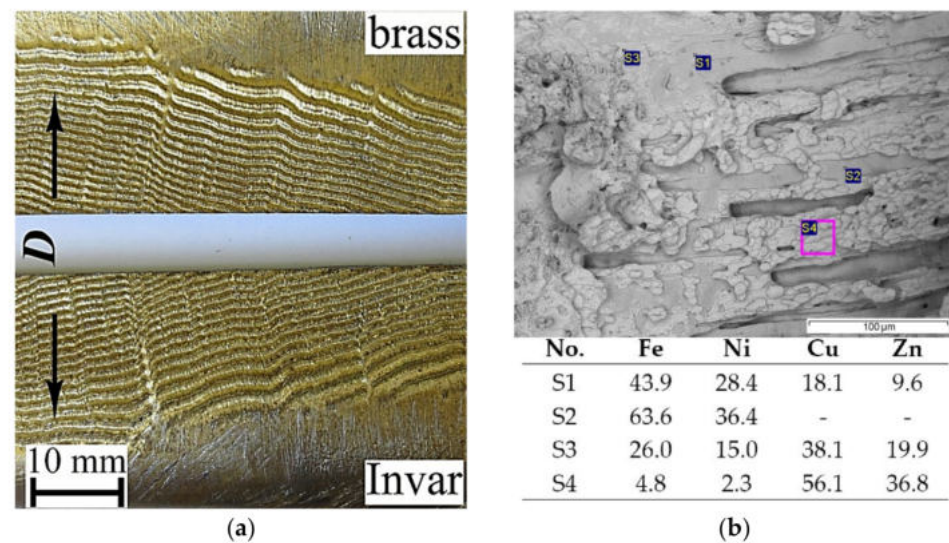 brass
D
10 mm
Invar
(a)
S3
S1
S2
S4
100 µm
No. Fe Ni Cu Zn
S1 43.9 28.4 18.1 9.6
S2 63.6 36.4 - -
S3 26.0 15.0 38.1 19.9
S4 4.8 2.3 56.1 36.8
(b)